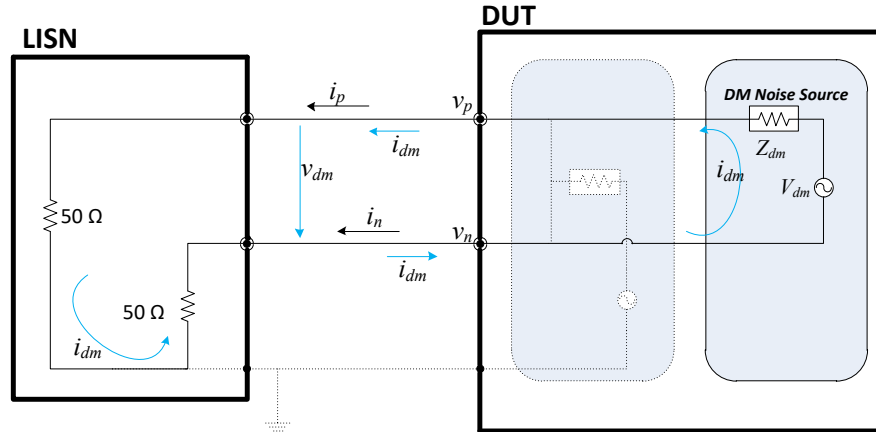 LISN
DUT
i_p
v_p
DM Noise Source
i_dm
Z_dm
v_dm
i_dm
V_dm
50 Ω
i_n
v_n
i_dm
50 Ω
i_dm